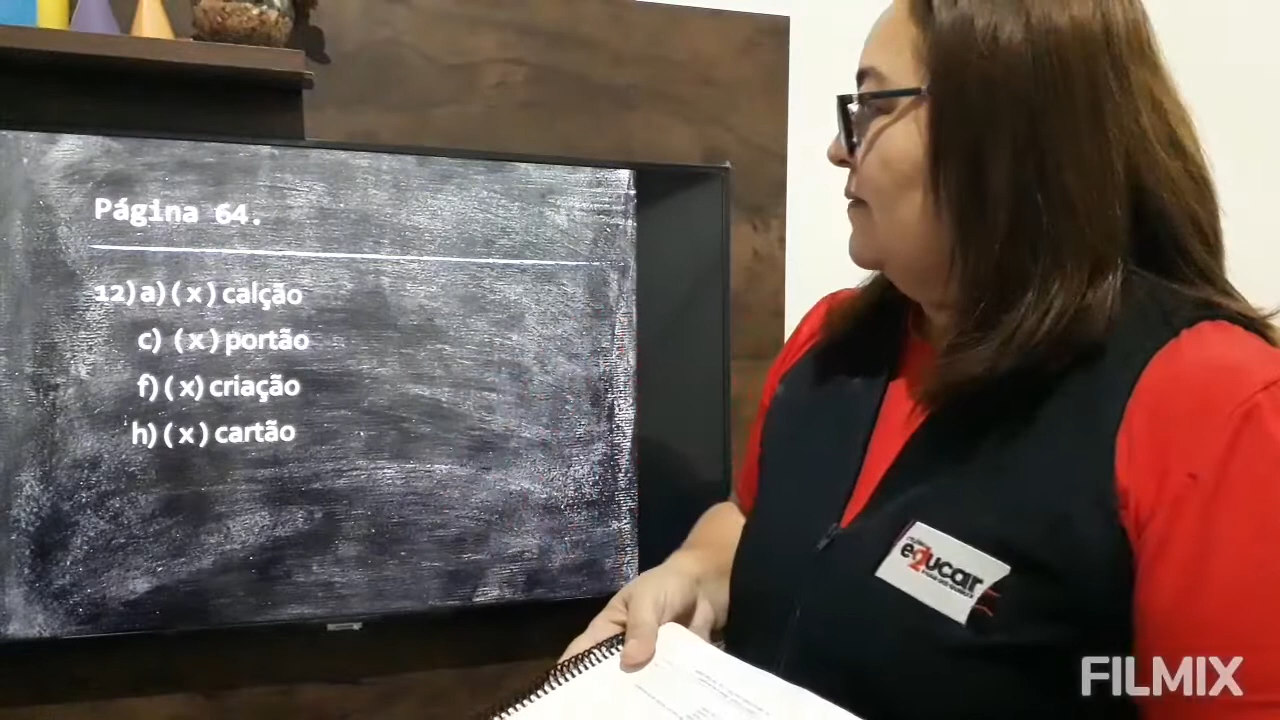 Página 64.
12)a)(x)calção
c) (x)portão
f)(x)criação
h)(x)cartão
educar
FILMIX